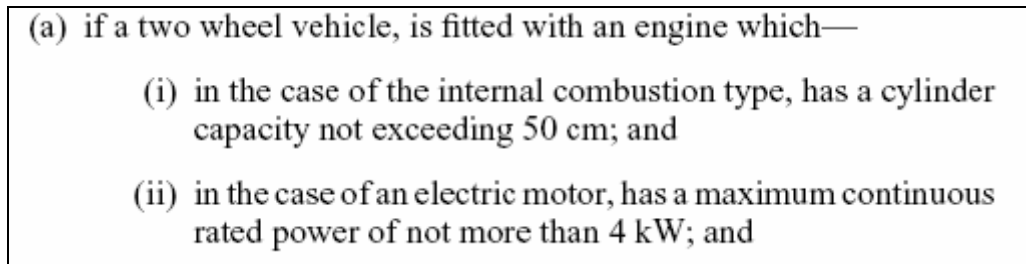 (a) if a two wheel vehicle, is fitted with an engine which—
(i) in the case of the internal combustion type, has a cylinder
capacity not exceeding 50 cm; and
(ii) in the case of an electric motor, has a maximum continuous
rated power of not more than 4 kW; and